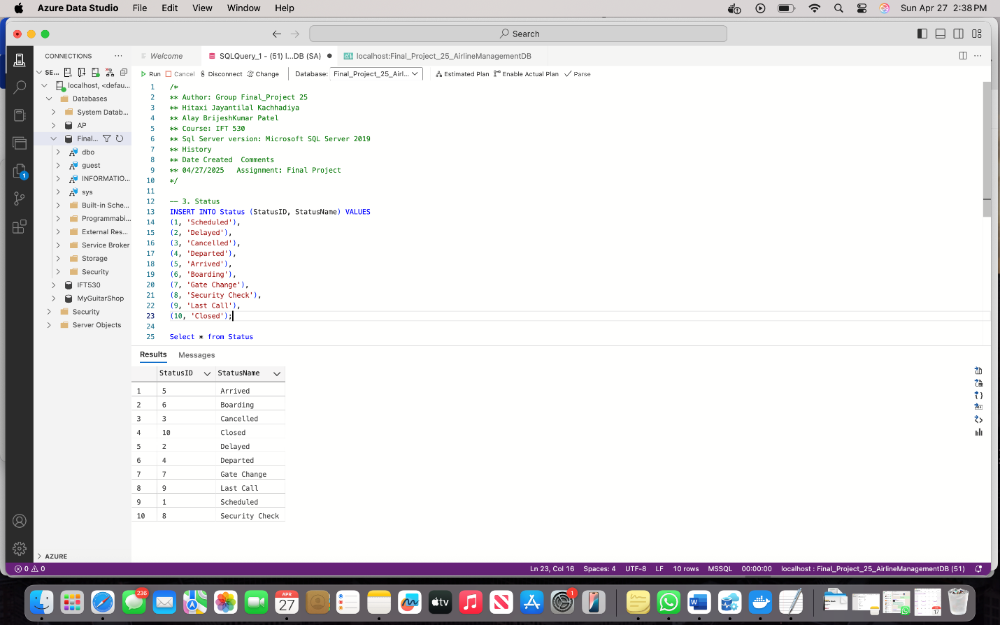 Azure Data Studio File Edit View Window Help Sun Apr 27 2:38 PM
Search
CONNECTIONS
Welcome
SQLQuery_1 - (51) l...DB (SA)
localhost:Final_Project_25_AirlineManagementDB
SE...
Run Cancel Disconnect Change Database: Final_Project_25_Airl... Estimated Plan Enable Actual Plan Parse
localhost, <defau...
Databases
System Datab...
AP
Final...
dbo
guest
INFORMATIO...
sys
Built-in Sche...
Programmabi...
External Res...
Service Broker
Storage
Security
IFT530
MyGuitarShop
Security
Server Objects
AZURE
1 /*
2 ** Author: Group Final_Project 25
3 ** Hitaxi Jayantilal Kachhadiya
4 ** Alay BrijeshKumar Patel
5 ** Course: IFT 530
6 ** Sql Server version: Microsoft SQL Server 2019
7 ** History
8 ** Date Created  Comments
9 ** 04/27/2025   Assignment: Final Project
10 */
11
12 -- 3. Status
13 INSERT INTO Status (StatusID, StatusName) VALUES
14 (1, 'Scheduled'),
15 (2, 'Delayed'),
16 (3, 'Cancelled'),
17 (4, 'Departed'),
18 (5, 'Arrived'),
19 (6, 'Boarding'),
20 (7, 'Gate Change'),
21 (8, 'Security Check'),
22 (9, 'Last Call'),
23 (10, 'Closed');
24
25 Select * from Status
Results Messages
StatusID StatusName
1 5 Arrived
2 6 Boarding
3 3 Cancelled
4 10 Closed
5 2 Delayed
6 4 Departed
7 7 Gate Change
8 9 Last Call
9 1 Scheduled
10 8 Security Check
1
0 0 Ln 23, Col 16 Spaces: 4 UTF-8 LF 10 rows MSSQL 00:00:00 localhost : Final_Project_25_AirlineManagementDB (51)
236
APR
27
tv
1
W
17